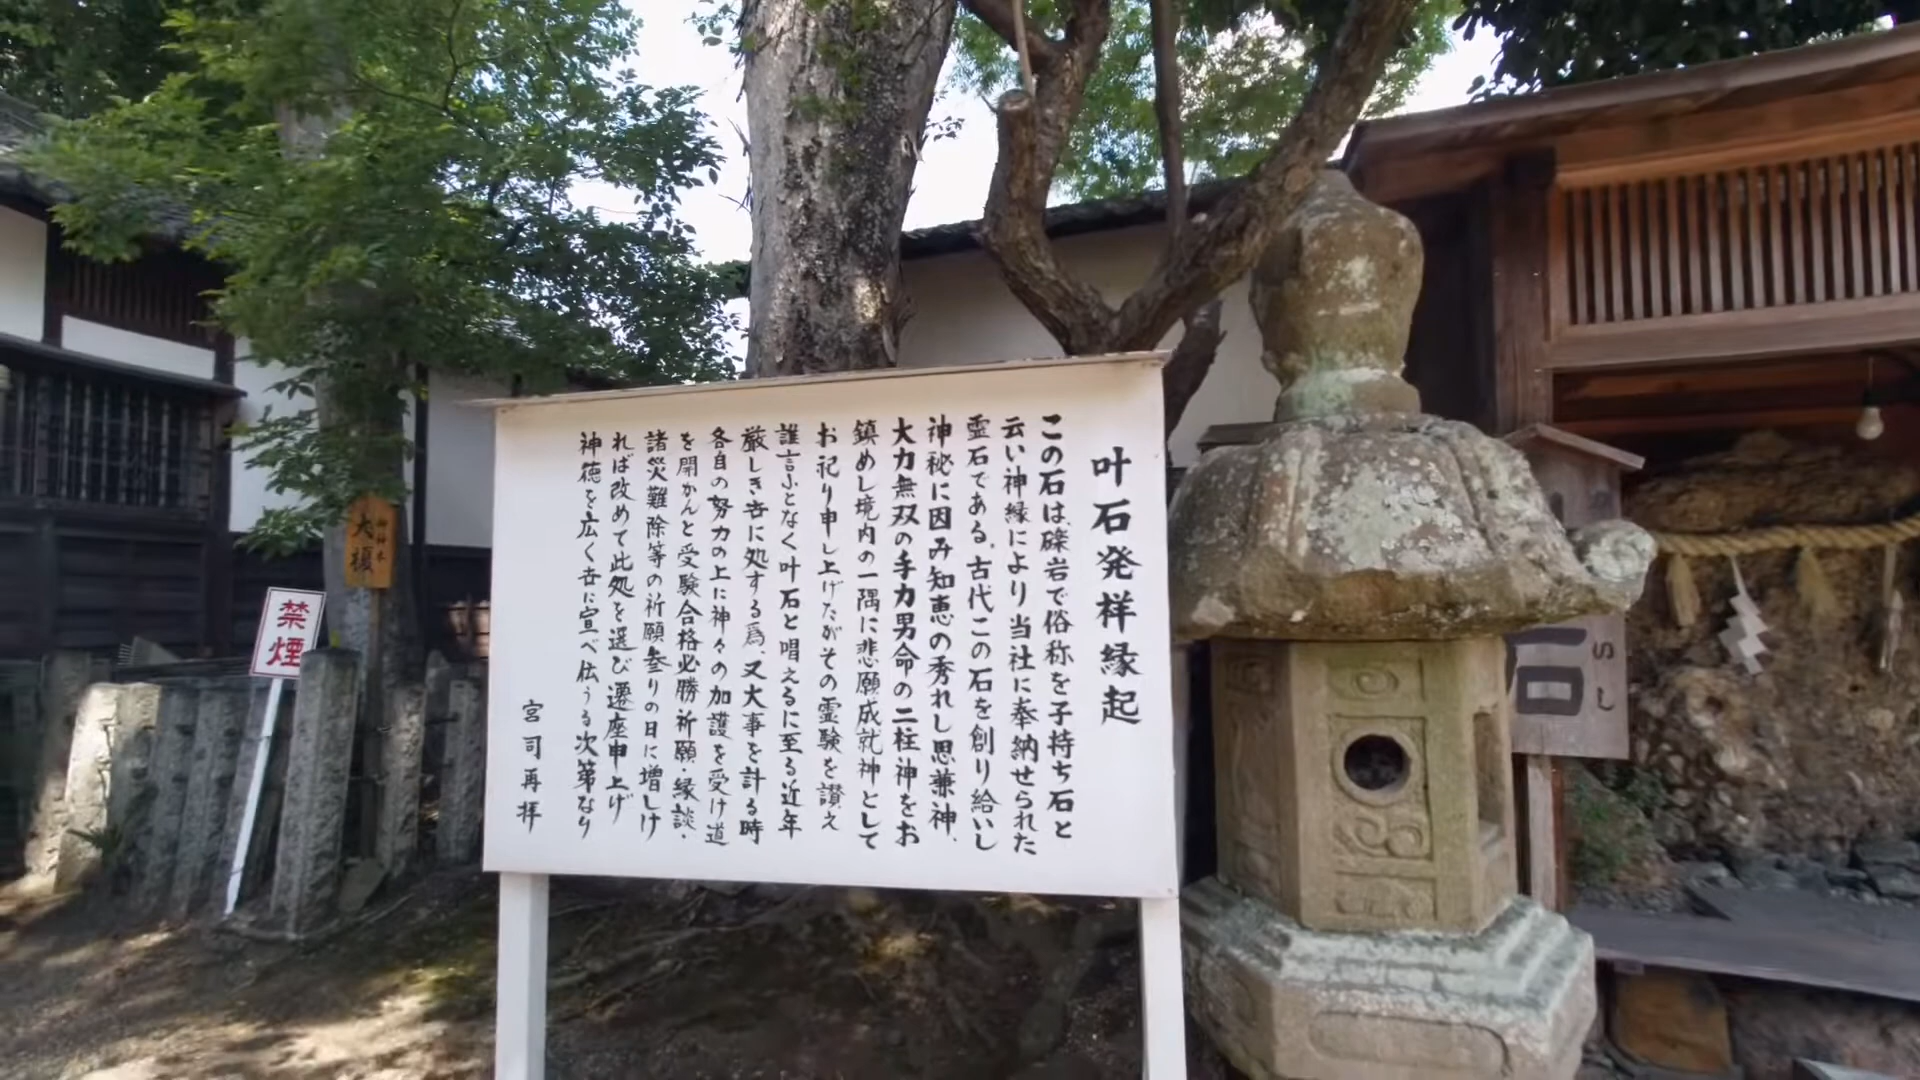 叶石発祥縁起
この石は、礫岩で俗称を子持ち石と
云い神縁により当社に奉納せられた
霊石である、古代この石を創り給いし
神秘に因み知恵の秀れし思兼神、
大力無双の手力男命の二柱神をお
鎮めし境内の一隅に悲願成就神として
お祀り申し上げたがその霊験を讃え
誰言ふとなく叶石と唱えるに至る近年
厳しき世に処する為、又大事を計る時
各自の努力の上に神々の加護を受け道
を開かんと受験合格必勝祈願・縁談・
諸災難除等の祈願参りの日に増しけ
れば改めて此処を選び遷座申上げ
神徳を広く世に宣べ伝うる次第なり
宮司再拝
御神木
大榎
禁煙
石
いし